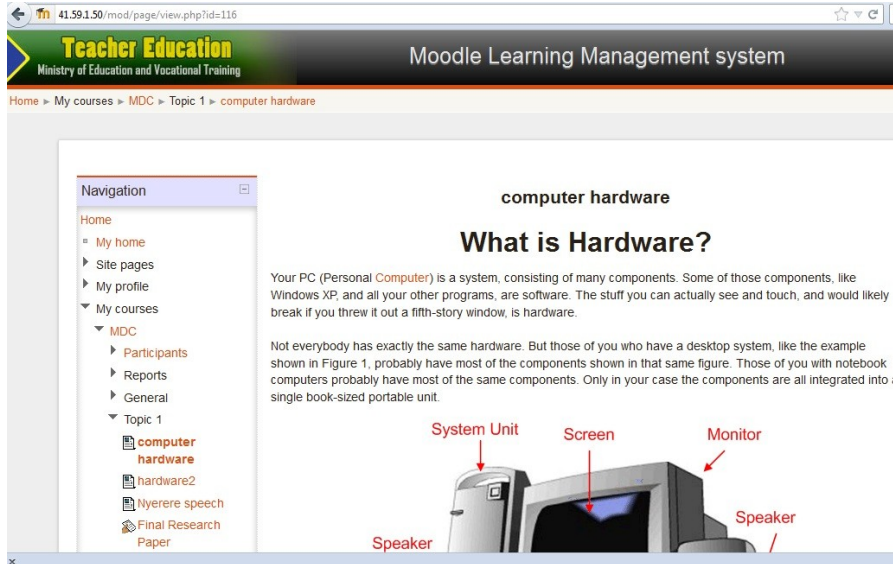 41.59.1.50/mod/page/view.php?id=116
Teacher Education
Ministry of Education and Vocational Training
Moodle Learning Management system
Home ► My courses ► MDC ► Topic 1 ► computer hardware
Navigation
Home
My home
Site pages
My profile
My courses
MDC
Participants
Reports
General
Topic 1
computer
hardware
hardware2
Nyerere speech
Final Research
Paper
computer hardware
What is Hardware?
Your PC (Personal Computer) is a system, consisting of many components. Some of those components, like
Windows XP, and all your other programs, are software. The stuff you can actually see and touch, and would likely
break if you threw it out a fifth-story window, is hardware.
Not everybody has exactly the same hardware. But those of you who have a desktop system, like the example
shown in Figure 1, probably have most of the components shown in that same figure. Those of you with notebook
computers probably have most of the same components. Only in your case the components are all integrated into a
single book-sized portable unit.
System Unit
Screen
Monitor
Speaker
Speaker
x